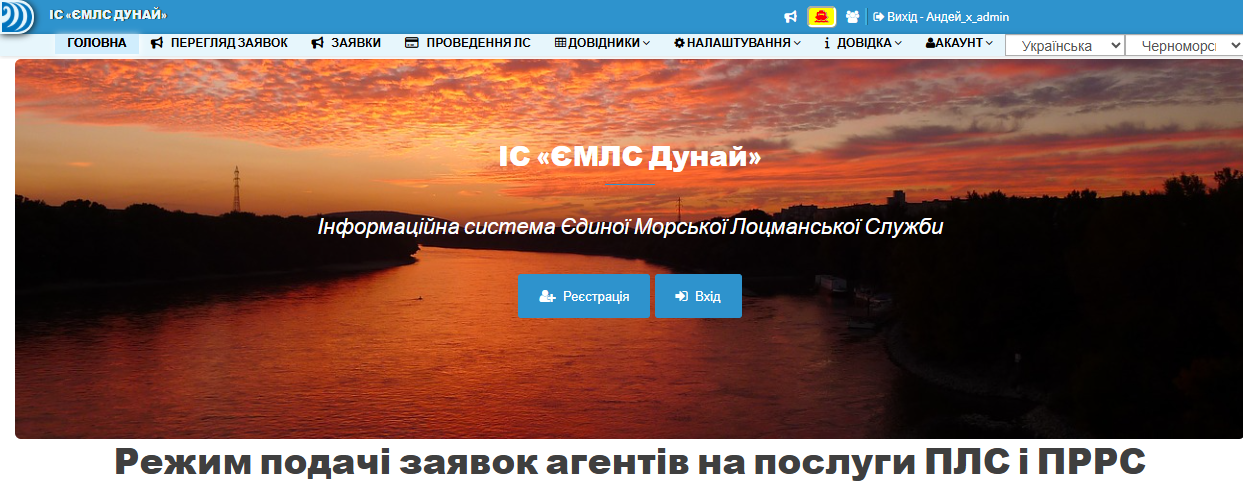 ІС «ЄМЛС ДУНАЙ»
Вихід - Андей_x_admin
ГОЛОВНА ПЕРЕГЛЯД ЗАЯВОК ЗАЯВКИ ПРОВЕДЕННЯ ЛС ДОВІДНИКИ НАЛАШТУВАННЯ ДОВІДКА АКАУНТ Українська Черноморсі
ІС «ЄМЛС Дунай»
Інформаційна система Єдиної Морської Лоцманської Служби
Реєстрація Вхід
Режим подачі заявок агентів на послуги ПЛС і ПРРС